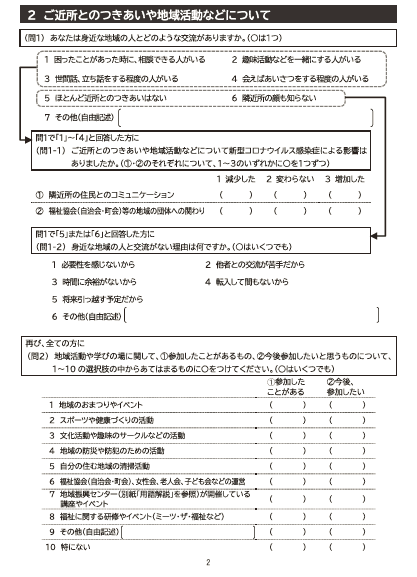 2 ご近所とのつきあいや地域活動などについて
(問1) あなたは身近な地域の人とどのような交流がありますか。(○は1つ)
1 困ったことがあった時に、相談できる人がいる 2 趣味活動などを一緒にする人がいる
3 世間話、立ち話をする程度の人がいる 4 会えばあいさつをする程度の人がいる
5 ほとんど近所とのつきあいはない 6 隣近所の顔も知らない
7 その他(自由記述)
問1で「1」~「4」と回答した方に
(問1-1) ご近所とのつきあいや地域活動などについて新型コロナウイルス感染症による影響は
ありましたか。(①・②のそれぞれについて、1~3のいずれかに○を1つずつ)
1 減少した 2 変わらない 3 増加した
① 隣近所の住民とのコミュニケーション ( ) ( ) ( )
② 福祉協会(自治会・町会)等の地域の団体への関わり ( ) ( ) ( )
問1で「5」または「6」と回答した方に
(問1-2) 身近な地域の人と交流がない理由は何ですか。(○はいくつでも)
1 必要性を感じないから 2 他者との交流が苦手だから
3 時間に余裕がないから 4 転入して間もないから
5 将来引っ越す予定だから
6 その他(自由記述)
再び、全ての方に
(問2) 地域活動や学びの場に関して、①参加したことがあるもの、②今後参加したいと思うものについて、
1~10 の選択肢の中からあてはまるものに○をつけてください。(○はいくつでも)
①参加した ②今後、
ことがある 参加したい
1 地域のおまつりやイベント ( ) ( )
2 スポーツや健康づくりの活動 ( ) ( )
3 文化活動や趣味のサークルなどの活動 ( ) ( )
4 地域の防災や防犯のための活動 ( ) ( )
5 自分の住む地域の清掃活動 ( ) ( )
6 福祉協会(自治会・町会)、女性会、老人会、子ども会などの運営 ( ) ( )
7 地域振興センター(別紙「用語解説」を参照)が開催している
講座やイベント ( ) ( )
8 福祉に関する研修やイベント(ミーツ・ザ・福祉など) ( ) ( )
9 その他(自由記述) ( ) ( )
10 特にない ( ) ( )
2